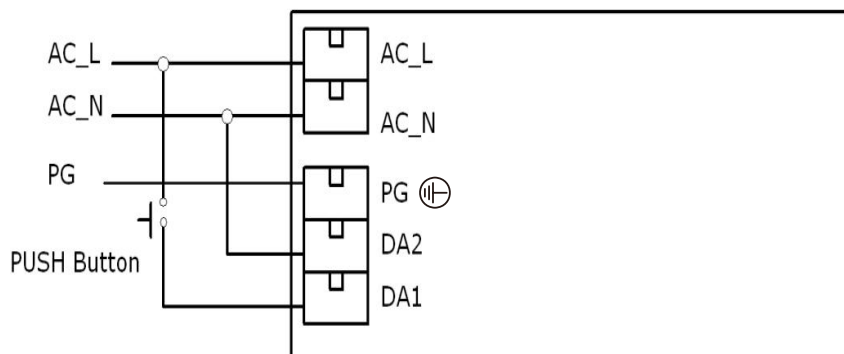 AC_L
AC_L
AC_N
AC_N
PG
PG
DA2
PUSH Button
DA1